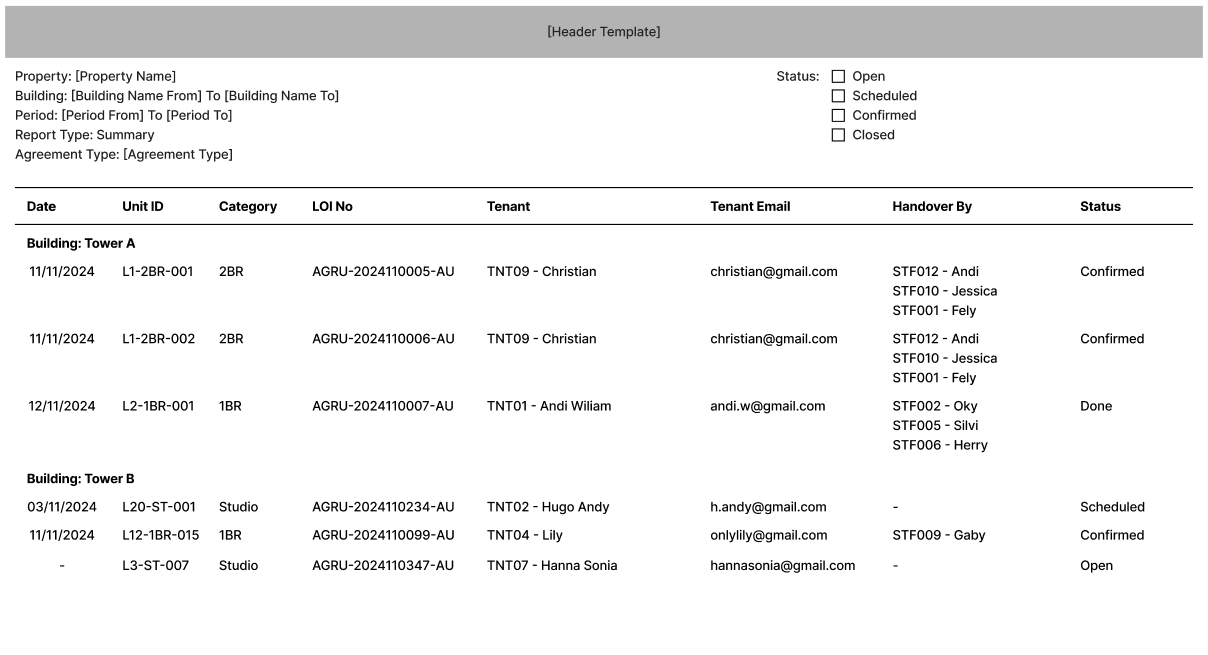 [Header Template]
Property: [Property Name]
Building: [Building Name From] To [Building Name To]
Period: [Period From] To [Period To]
Report Type: Summary
Agreement Type: [Agreement Type]
Status: Open
Scheduled
Confirmed
Closed
Date Unit ID Category LOI No Tenant Tenant Email Handover By Status
Building: Tower A
11/11/2024 L1-2BR-001 2BR AGRU-2024110005-AU TNT09 - Christian christian@gmail.com STF012 - Andi Confirmed
STF010 - Jessica
STF001 - Fely
11/11/2024 L1-2BR-002 2BR AGRU-2024110006-AU TNT09 - Christian christian@gmail.com STF012 - Andi Confirmed
STF010 - Jessica
STF001 - Fely
12/11/2024 L2-1BR-001 1BR AGRU-2024110007-AU TNT01 - Andi Wiliam andi.w@gmail.com STF002 - Oky Done
STF005 - Silvi
STF006 - Herry
Building: Tower B
03/11/2024 L20-ST-001 Studio AGRU-2024110234-AU TNT02 - Hugo Andy h.andy@gmail.com - Scheduled
11/11/2024 L12-1BR-015 1BR AGRU-2024110099-AU TNT04 - Lily onlylily@gmail.com STF009 - Gaby Confirmed
- L3-ST-007 Studio AGRU-2024110347-AU TNT07 - Hanna Sonia hannasonia@gmail.com - Open